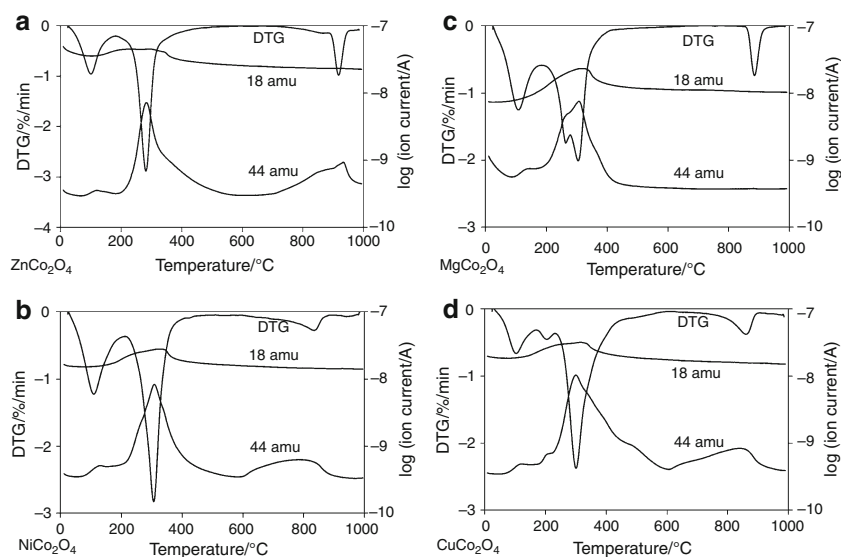 a
DTG/%/min
0
−1
−2
−3
−4
DTG
18 amu
44 amu
−7
−8
−9
−10
log (ion current/A)
0 200 400 600 800 1000
Temperature/°C
ZnCo₂O₄
c
DTG/%/min
0
−1
−2
−3
DTG
18 amu
44 amu
−7
−8
−9
−10
log (ion current/A)
0 200 400 600 800 1000
Temperature/°C
MgCo₂O₄
b
DTG/%/min
0
−1
−2
−3
DTG
18 amu
44 amu
−7
−8
−9
−10
log (ion current/A)
0 200 400 600 800 1000
Temperature/°C
NiCo₂O₄
d
DTG/%/min
0
−1
−2
−3
DTG
18 amu
44 amu
−7
−8
−9
−10
log (ion current/A)
0 200 400 600 800 1000
Temperature/°C
CuCo₂O₄